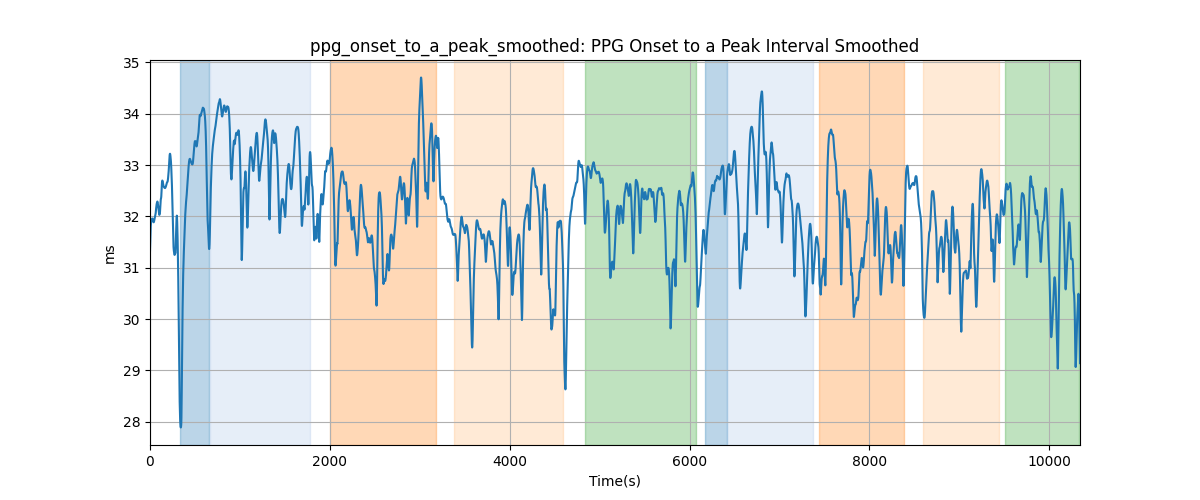 ppg_onset_to_a_peak_smoothed: PPG Onset to a Peak Interval Smoothed
35
34
33
32
31
30
29
28
ms
0 2000 4000 6000 8000 10000
Time(s)